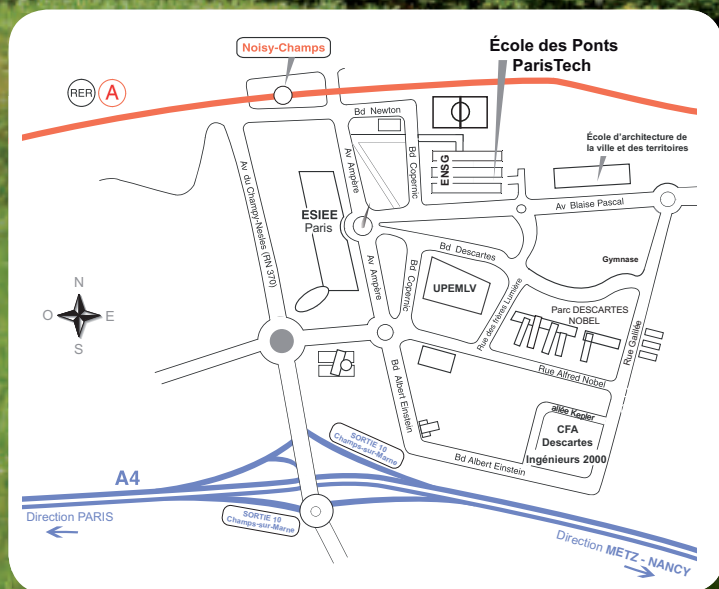 Noisy-Champs
École des Ponts
ParisTech
RER
A
Bd Newton
École d'architecture de
la ville et des territoires
Av Ampère
Bd Copernic
ENSG
Av du Champy-Nesles (RN 370)
ESIEE
Paris
Av Blaise Pascal
Bd Descartes
Gymnase
Av Ampère
Bd Copernic
UPEMLV
Rue des frères Lumière
Parc DESCARTES
NOBEL
Rue Galilée
N
O
E
S
Rue Alfred Nobel
Bd Albert Einstein
allée Kepler
CFA
Descartes
Ingénieurs 2000
Bd Albert Einstein
SORTIE 10
Champs-sur-Marne
A4
Direction PARIS
SORTIE 10
Champs-sur-Marne
Direction METZ - NANCY